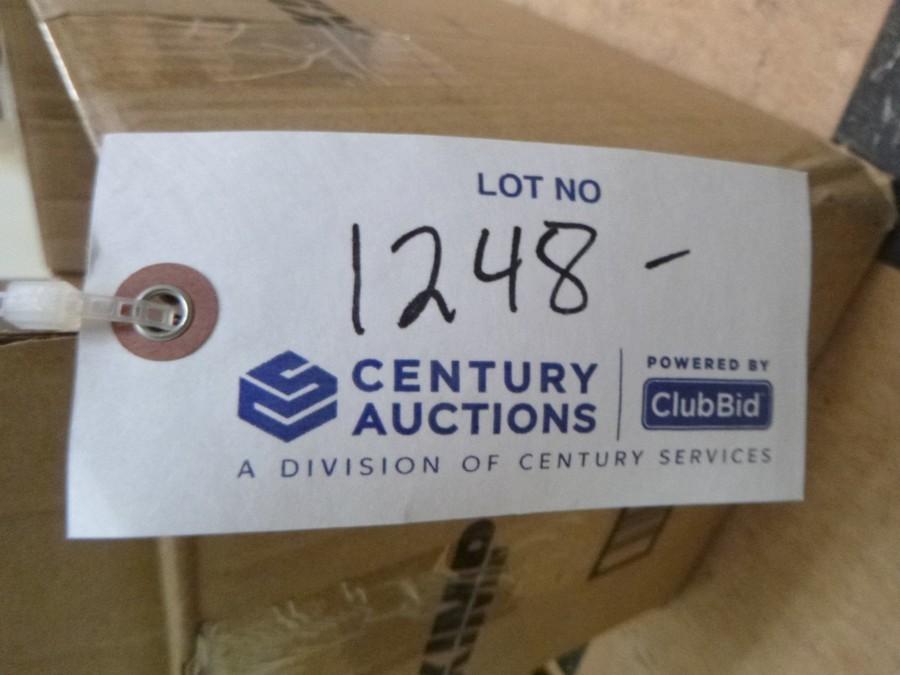 LOT NO
1248 -
CENTURY
AUCTIONS
POWERED BY
ClubBid
A DIVISION OF CENTURY SERVICES